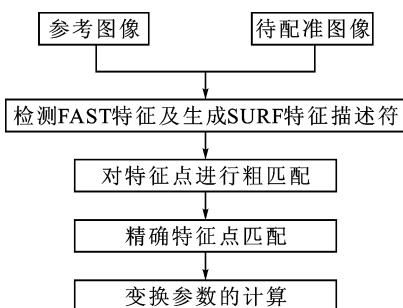 参考图像
待配准图像
检测FAST特征及生成SURF特征描述符
对特征点进行粗匹配
精确特征点匹配
变换参数的计算